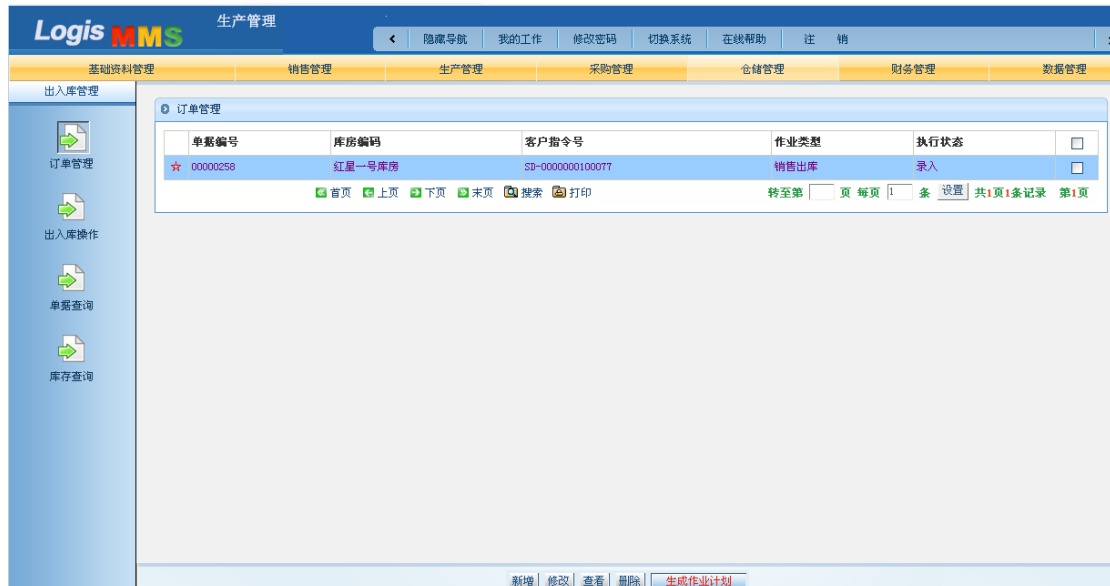 Logis MMS 生产管理
隐藏导航 我的工作 修改密码 切换系统 在线帮助 注 销
基础资料管理 销售管理 生产管理 采购管理 仓储管理 财务管理 数据管理
出入库管理
订单管理
出入库操作
单据查询
库存查询
订单管理
单据编号 库房编码 客户指令号 作业类型 执行状态
00000258 红星一号库房 SD-0000000100077 销售出库 录入
首页 上页 下页 末页 搜索 打印 转至第 页 每页 1 条 设置 共1页1条记录 第1页
新增 修改 查看 删除 生成作业计划